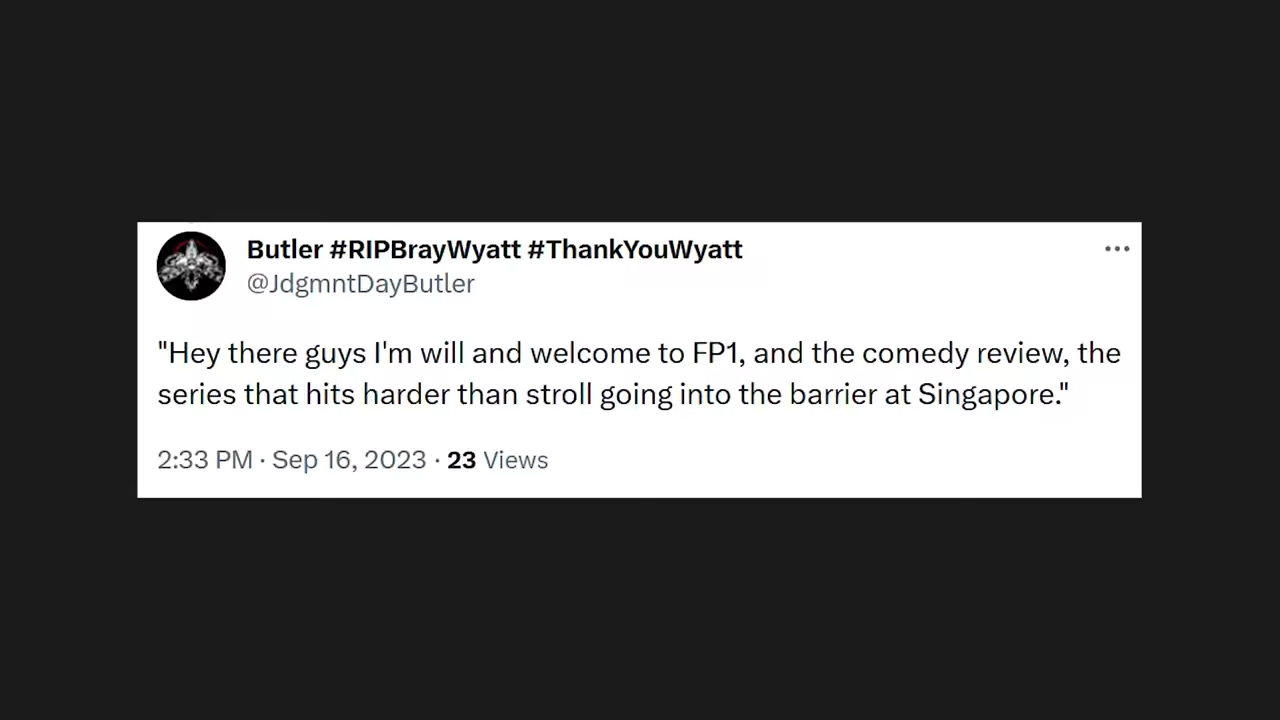 Butler #RIPBrayWyatt #ThankYouWyatt
@JdgmntDayButler
"Hey there guys I'm will and welcome to FP1, and the comedy review, the
series that hits harder than stroll going into the barrier at Singapore."
2:33 PM · Sep 16, 2023 · 23 Views